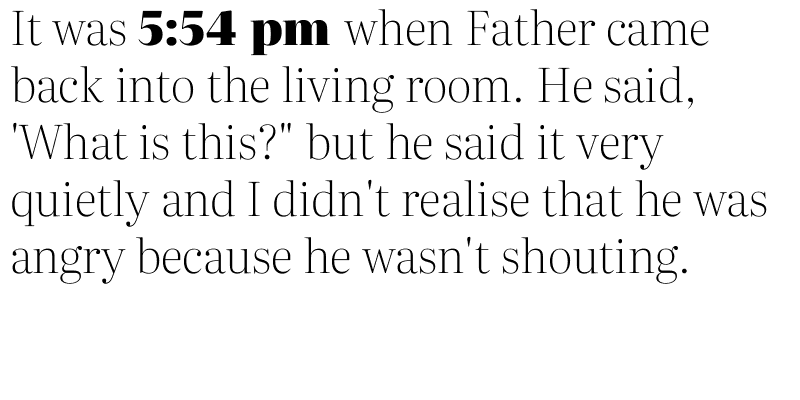 It was 5:54 pm when Father came
back into the living room. He said,
'What is this?" but he said it very
quietly and I didn't realise that he was
angry because he wasn't shouting.